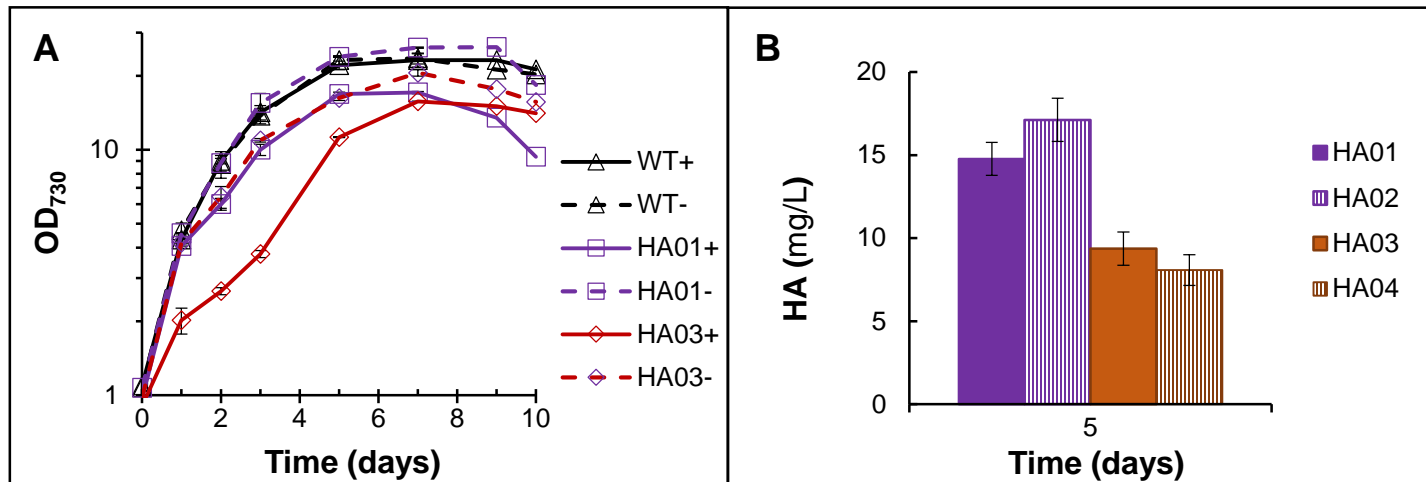 A
OD730
10
1
0
2
4
6
8
10
Time (days)
WT+
WT-
HA01+
HA01-
HA03+
HA03-
B
HA (mg/L)
20
15
10
5
0
5
Time (days)
HA01
HA02
HA03
HA04